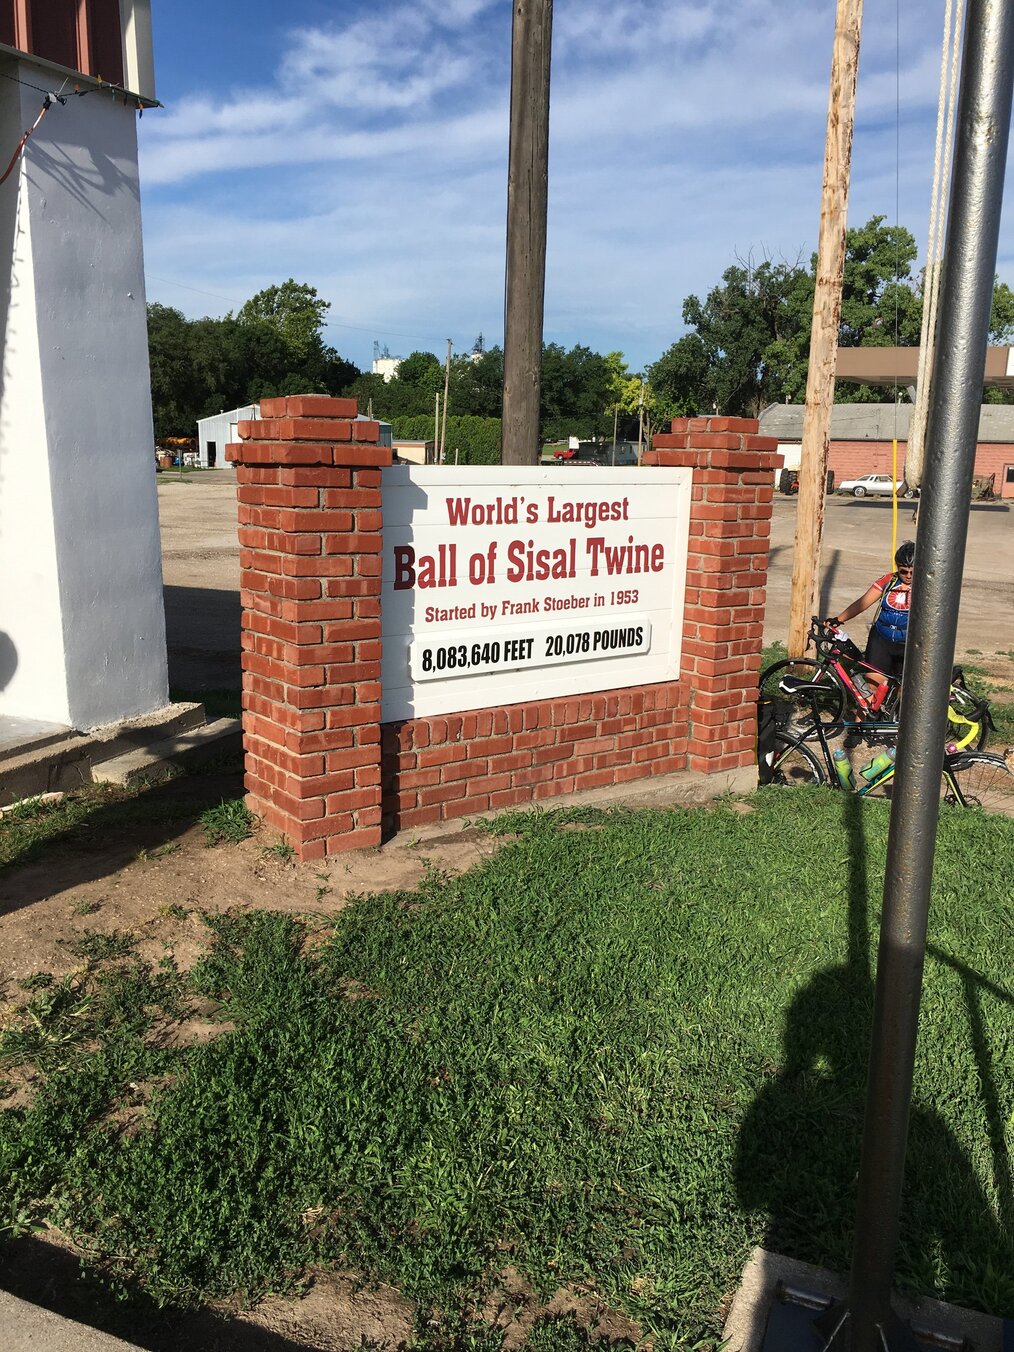 World's Largest
Ball of Sisal Twine
Started by Frank Stoeber in 1953
8,083,640 FEET 20,078 POUNDS